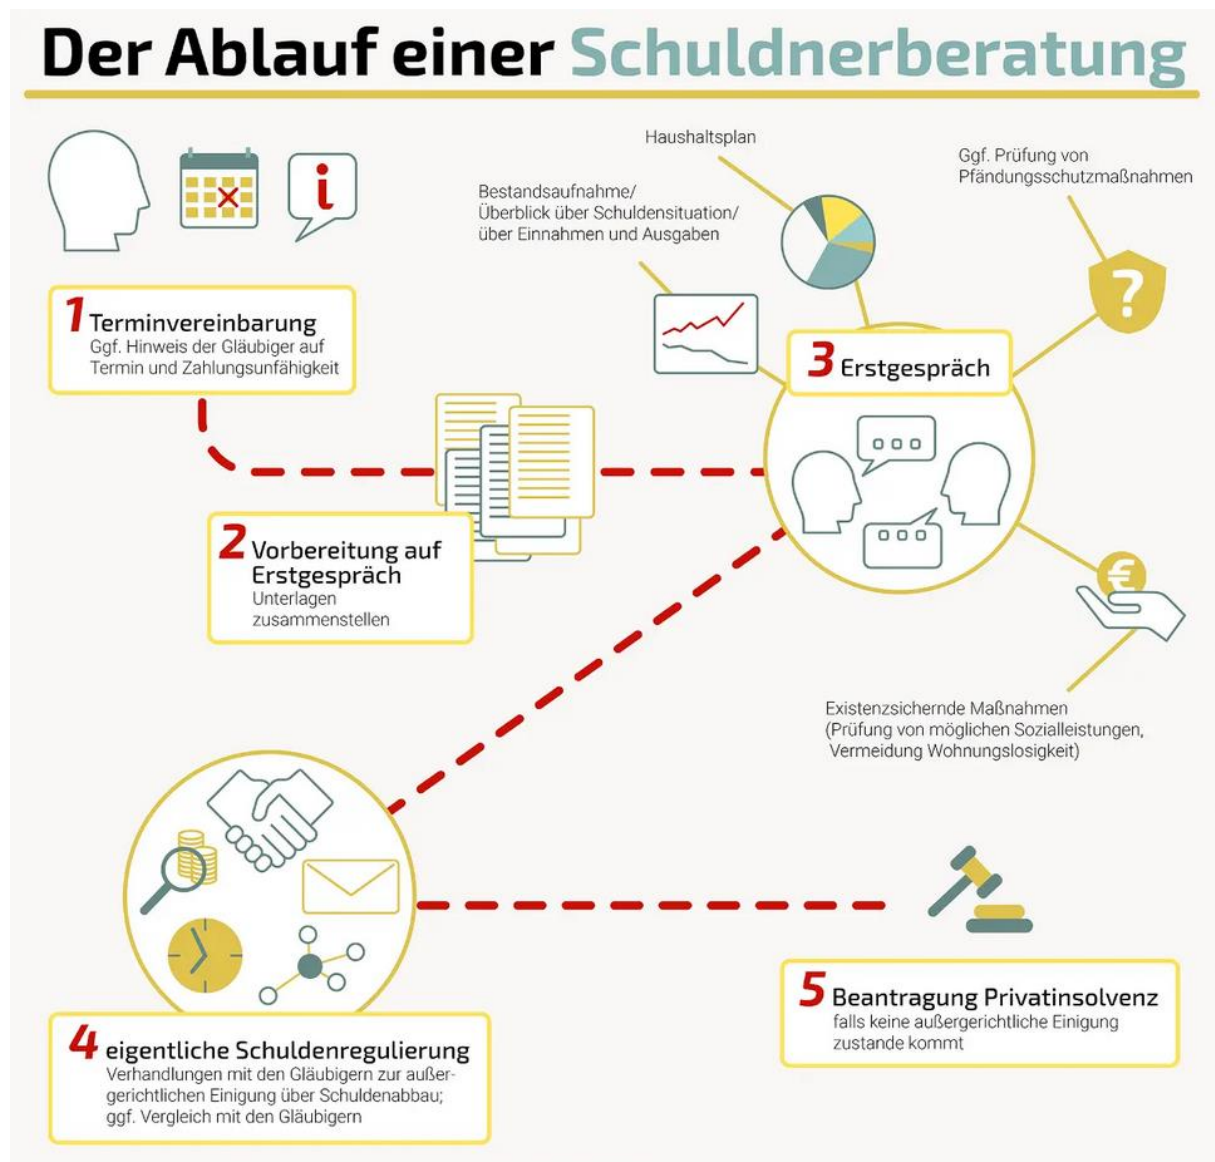 Der Ablauf einer Schuldnerberatung
i
1 Terminvereinbarung
Ggf. Hinweis der Gläubiger auf
Termin und Zahlungsunfähigkeit
2 Vorbereitung auf
Erstgespräch
Unterlagen
zusammenstellen
Haushaltsplan
Bestandsaufnahme/
Überblick über Schuldensituation/
über Einnahmen und Ausgaben
Ggf. Prüfung von
Pfändungsschutzmaßnahmen
?
3 Erstgespräch
€
Existenzsichernde Maßnahmen
(Prüfung von möglichen Sozialleistungen,
Vermeidung Wohnungslosigkeit)
4 eigentliche Schuldenregulierung
Verhandlungen mit den Gläubigern zur außer-
gerichtlichen Einigung über Schuldenabbau;
ggf. Vergleich mit den Gläubigern
5 Beantragung Privatinsolvenz
falls keine außergerichtliche Einigung
zustande kommt